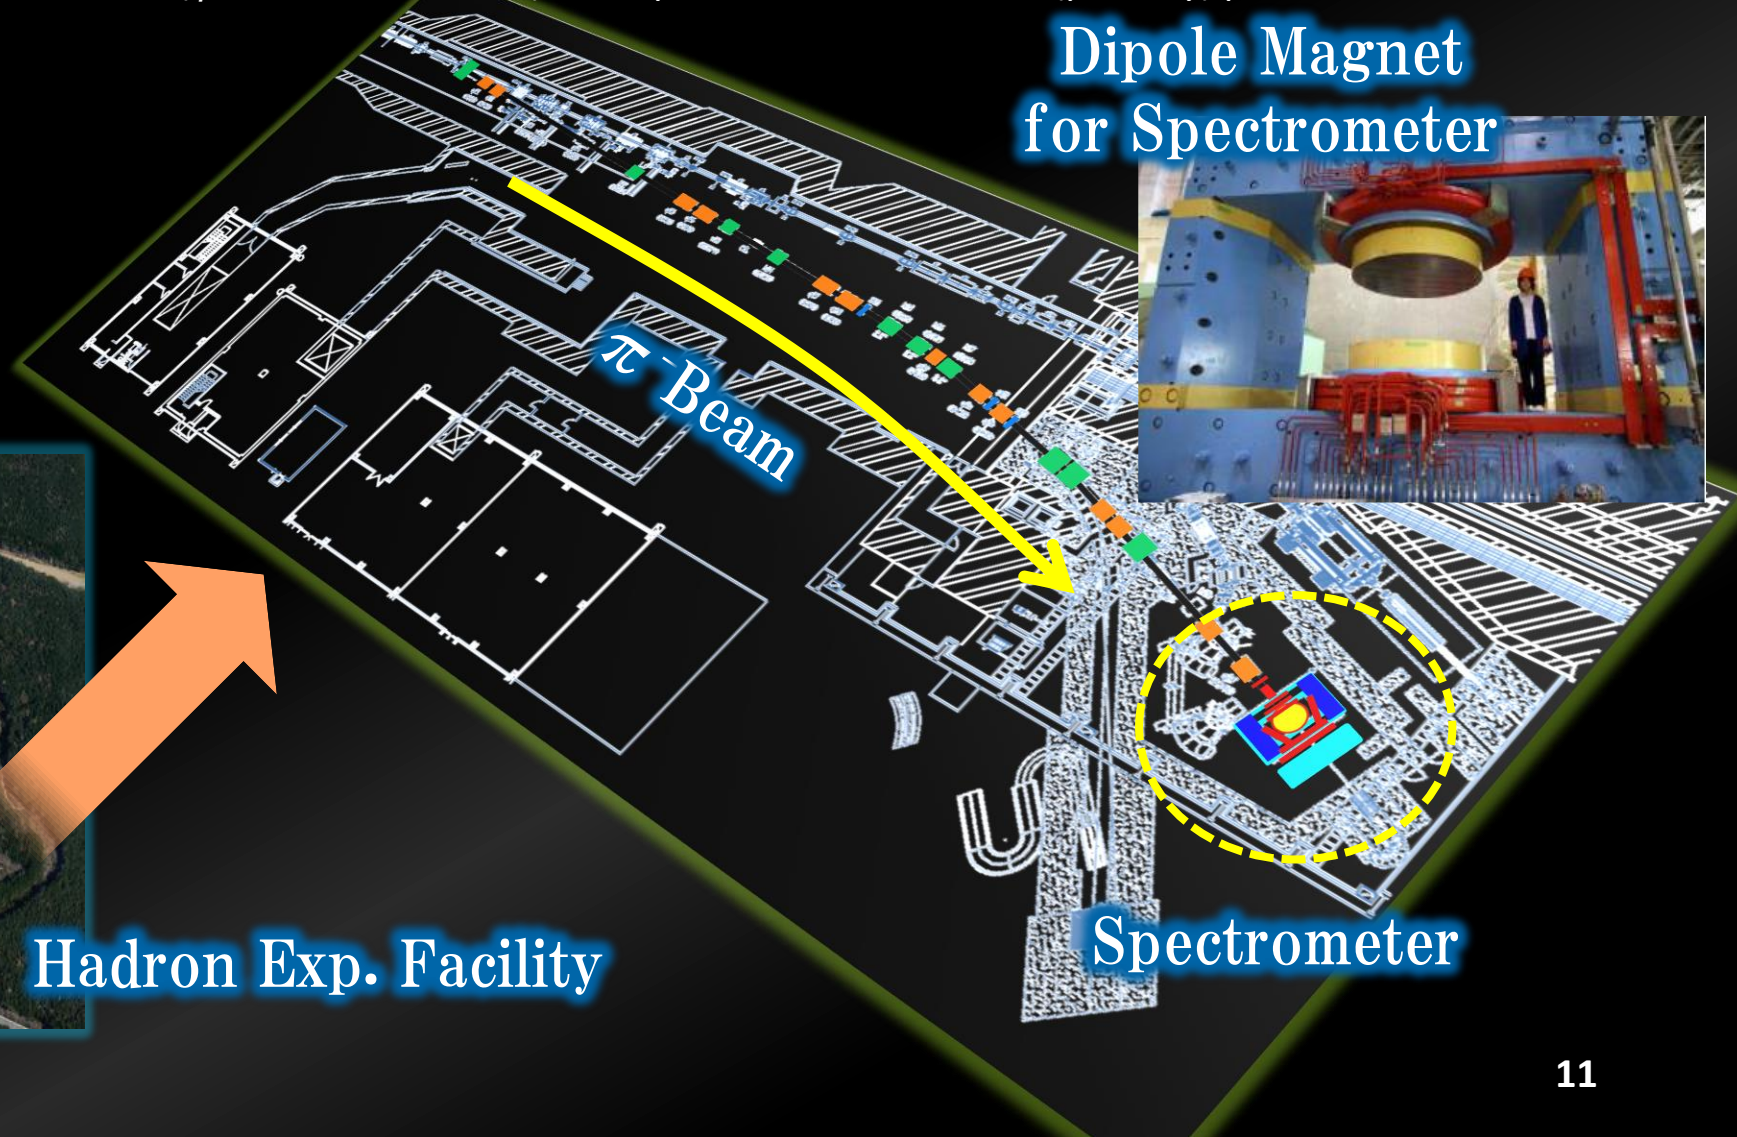 Dipole Magnet
for Spectrometer
π⁻ Beam
Hadron Exp. Facility
Spectrometer
11